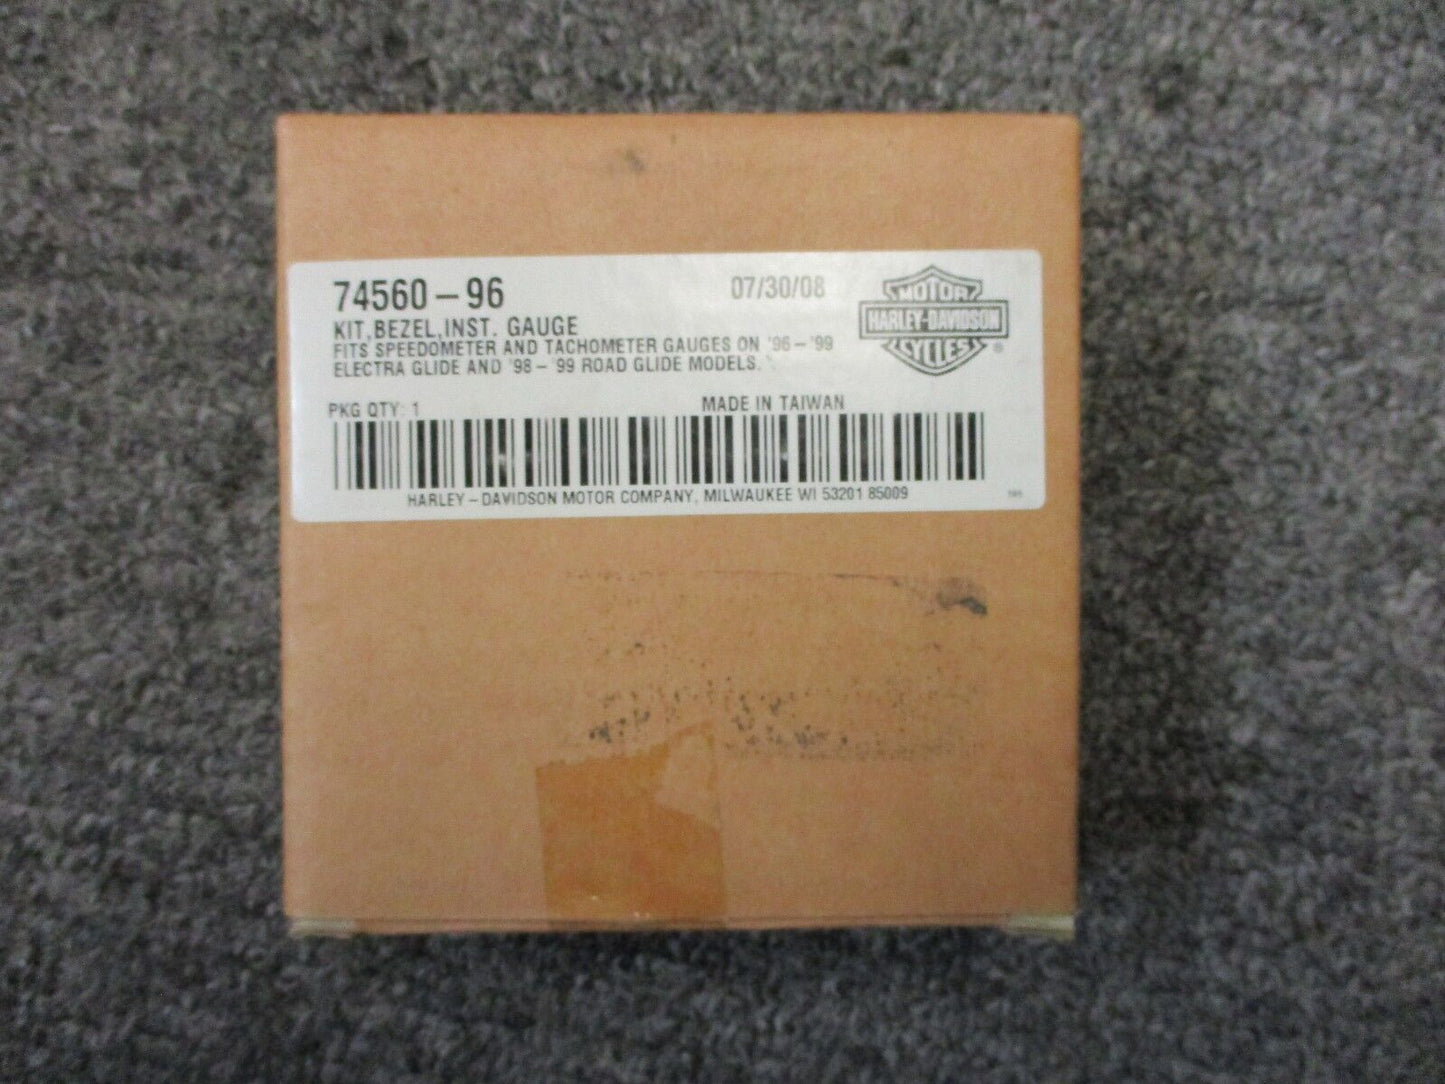 74560-96 07/30/08
KIT,BEZEL,INST. GAUGE
FITS SPEEDOMETER AND TACHOMETER GAUGES ON '96-'99
ELECTRA GLIDE AND '98-'99 ROAD GLIDE MODELS.
MOTOR
HARLEY-DAVIDSON
CYCLES
®
PKG QTY: 1 MADE IN TAIWAN
HARLEY-DAVIDSON MOTOR COMPANY, MILWAUKEE WI 53201 85009